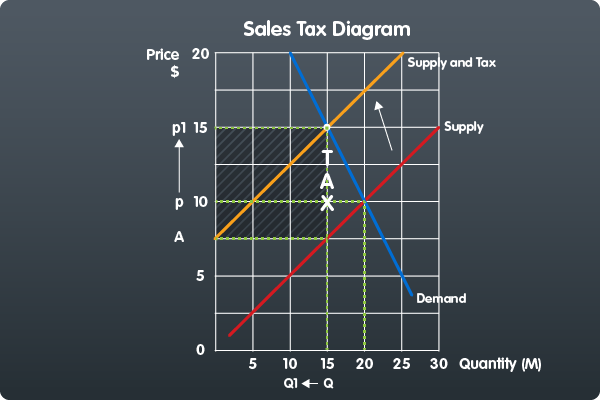 Sales Tax Diagram
Price
$
20
Supply and Tax
p1 15
Supply
T
A
X
p 10
A
5
Demand
0
5 10 15 20 25 30 Quantity (M)
Q1 Q